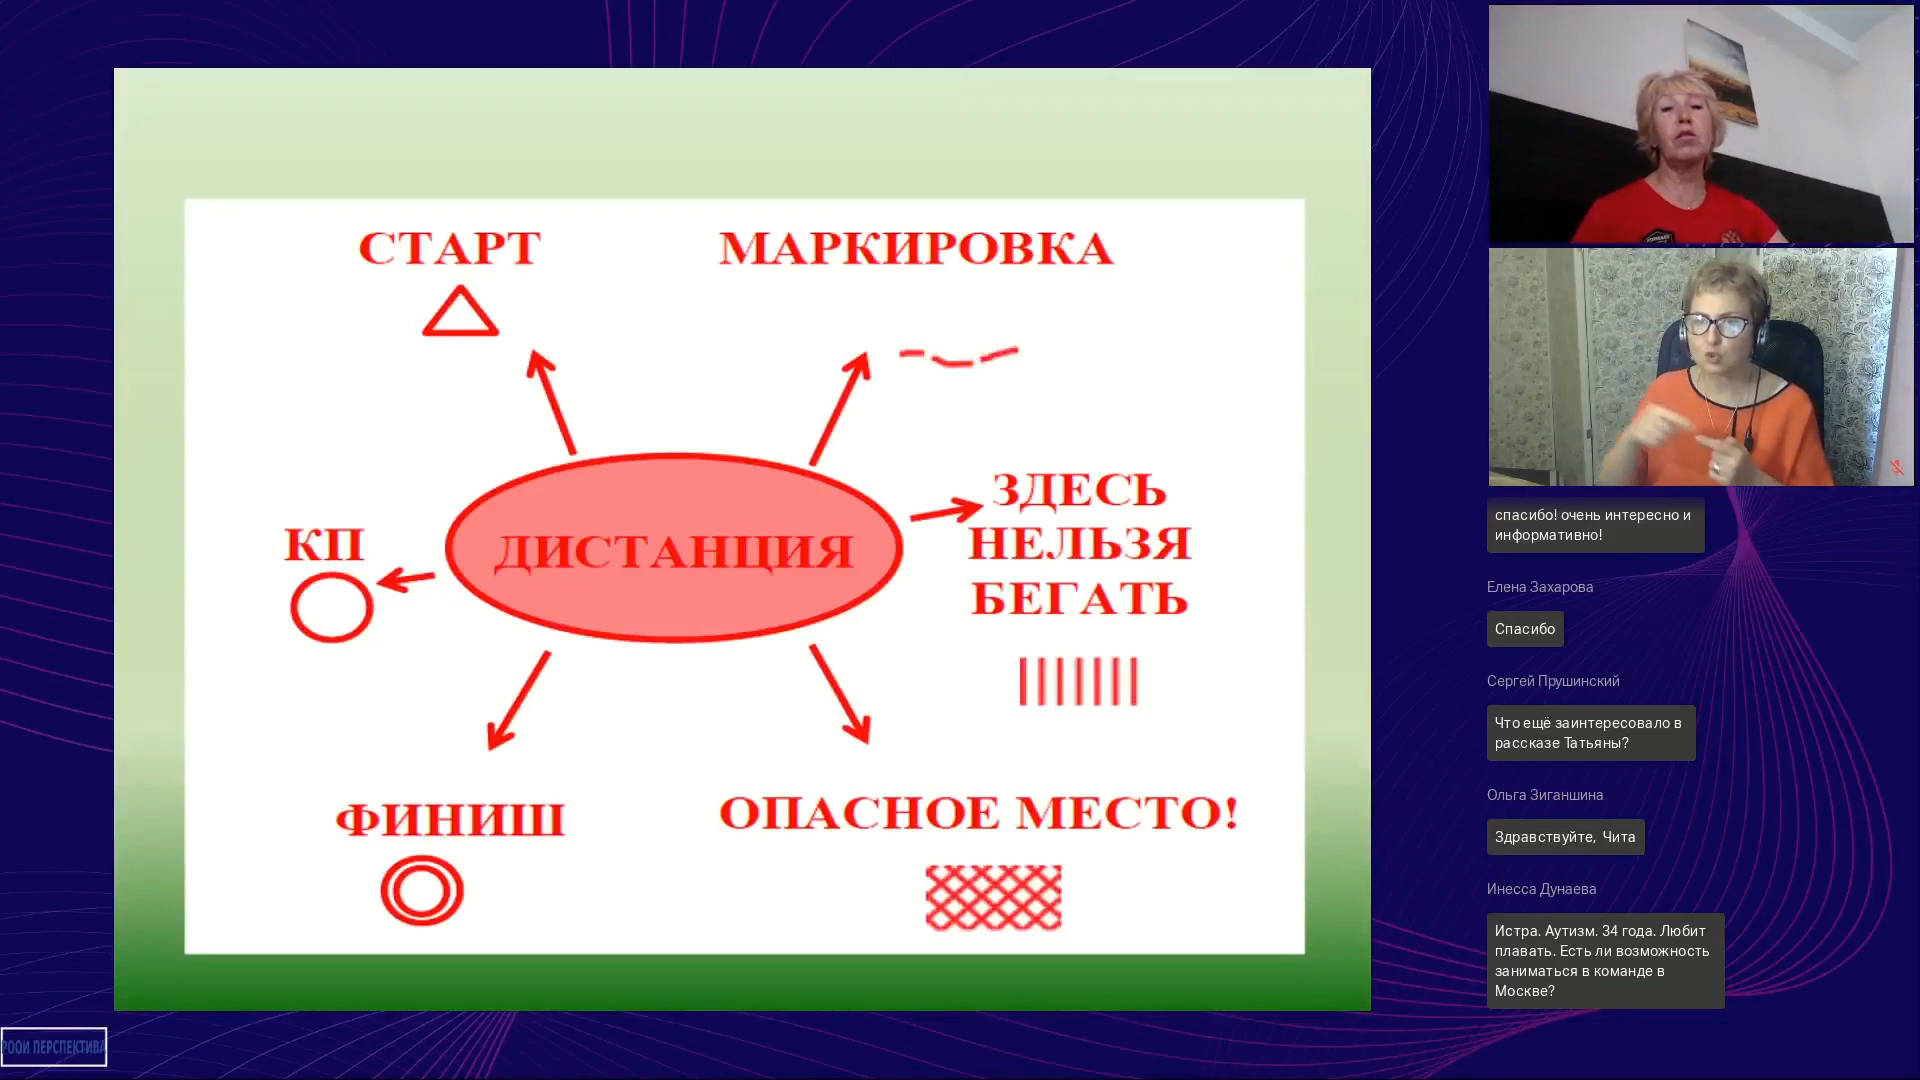 СТАРТ
МАРКИРОВКА
ЗДЕСЬ
НЕЛЬЗЯ
БЕГАТЬ
КП
ДИСТАНЦИЯ
ФИНИШ
ОПАСНОЕ МЕСТО!
спасибо! очень интересно и
информативно!
Елена Захарова
Спасибо
Сергей Прушинский
Что ещё заинтересовало в
рассказе Татьяны?
Ольга Зиганшина
Здравствуйте, Чита
Инесса Дунаева
Истра. Аутизм. 34 года. Любит
плавать. Есть ли возможность
заниматься в команде в
Москве?
РООИ ПЕРСПЕКТИВА